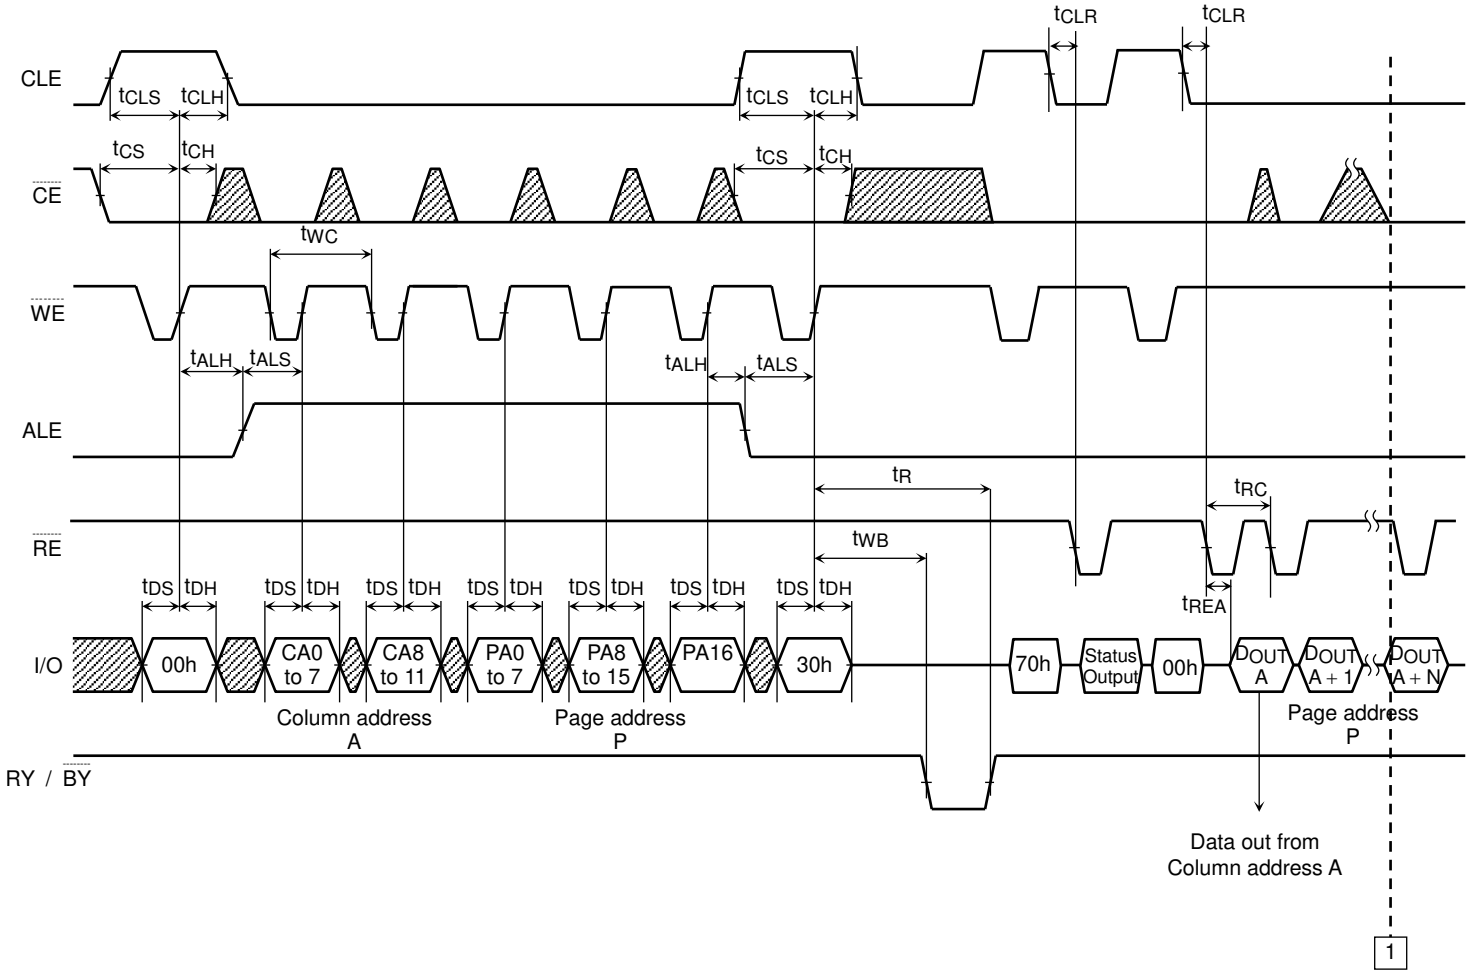 tCLR tCLR
CLE
tCLS tCLH tCLS tCLH
tCS tCH tCS tCH
CE
tWC
WE
tALH tALS tALH tALS
ALE
tR
tRC
RE
tWB
tDS tDH tDS tDH tDS tDH tDS tDH tDS tDH tDS tDH tDS tDH
tREA
I/O
00h
CA0
to 7
CA8
to 11
PA0
to 7
PA8
to 15
PA16
30h
70h
Status
Output
00h
DOUT
A
DOUT
A + 1
DOUT
A + N
Column address
A
Page address
P
Page address
P
RY / BY
Data out from
Column address A
1